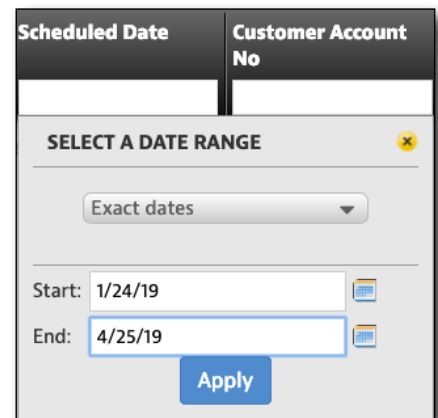 Scheduled Date
Customer Account
No
SELECT A DATE RANGE
Exact dates
Start: 1/24/19
End: 4/25/19
Apply